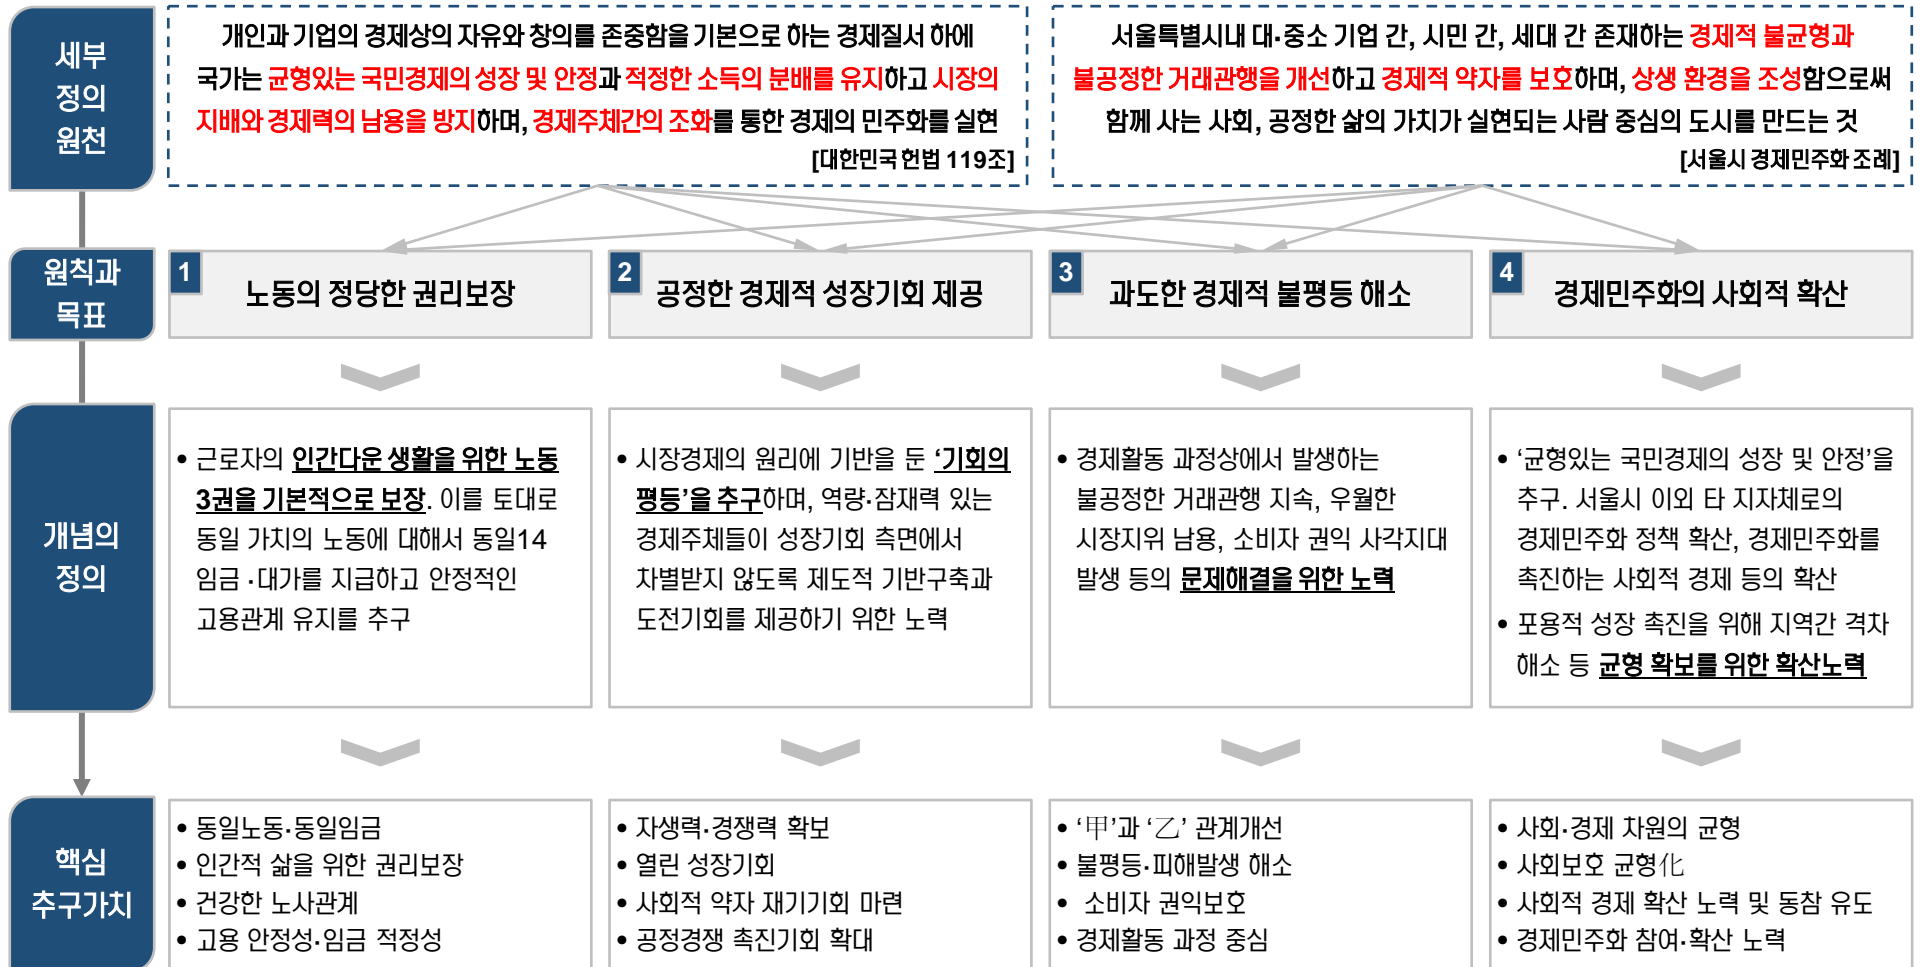 세부
정의
원천
개인과 기업의 경제상의 자유와 창의를 존중함을 기본으로 하는 경제질서 하에
국가는 균형있는 국민경제의 성장 및 안정과 적정한 소득의 분배를 유지하고 시장의
지배와 경제력의 남용을 방지하며, 경제주체간의 조화를 통한 경제의 민주화를 실현
[대한민국 헌법 119조]
서울특별시내 대·중소 기업 간, 시민 간, 세대 간 존재하는 경제적 불균형과
불공정한 거래관행을 개선하고 경제적 약자를 보호하며, 상생 환경을 조성함으로써
함께 사는 사회, 공정한 삶의 가치가 실현되는 사람 중심의 도시를 만드는 것
[서울시 경제민주화 조례]
원칙과
목표
1
노동의 정당한 권리보장
2
공정한 경제적 성장기회 제공
3
과도한 경제적 불평등 해소
4
경제민주화의 사회적 확산
개념의
정의
• 근로자의 인간다운 생활을 위한 노동
3권을 기본적으로 보장. 이를 토대로
동일 가치의 노동에 대해서 동일14
임금 ·대가를 지급하고 안정적인
고용관계 유지를 추구
• 시장경제의 원리에 기반을 둔 ‘기회의
평등’을 추구하며, 역량·잠재력 있는
경제주체들이 성장기회 측면에서
차별받지 않도록 제도적 기반구축과
도전기회를 제공하기 위한 노력
• 경제활동 과정상에서 발생하는
불공정한 거래관행 지속, 우월한
시장지위 남용, 소비자 권익 사각지대
발생 등의 문제해결을 위한 노력
• ‘균형있는 국민경제의 성장 및 안정’을
추구. 서울시 이외 타 지자체로의
경제민주화 정책 확산, 경제민주화를
촉진하는 사회적 경제 등의 확산
• 포용적 성장 촉진을 위해 지역간 격차
해소 등 균형 확보를 위한 확산노력
핵심
추구가치
• 동일노동·동일임금
• 인간적 삶을 위한 권리보장
• 건강한 노사관계
• 고용 안정성·임금 적정성
• 자생력·경쟁력 확보
• 열린 성장기회
• 사회적 약자 재기기회 마련
• 공정경쟁 촉진기회 확대
• ‘甲’과 ‘乙’ 관계개선
• 불평등·피해발생 해소
• 소비자 권익보호
• 경제활동 과정 중심
• 사회·경제 차원의 균형
• 사회보호 균형化
• 사회적 경제 확산 노력 및 동참 유도
• 경제민주화 참여·확산 노력